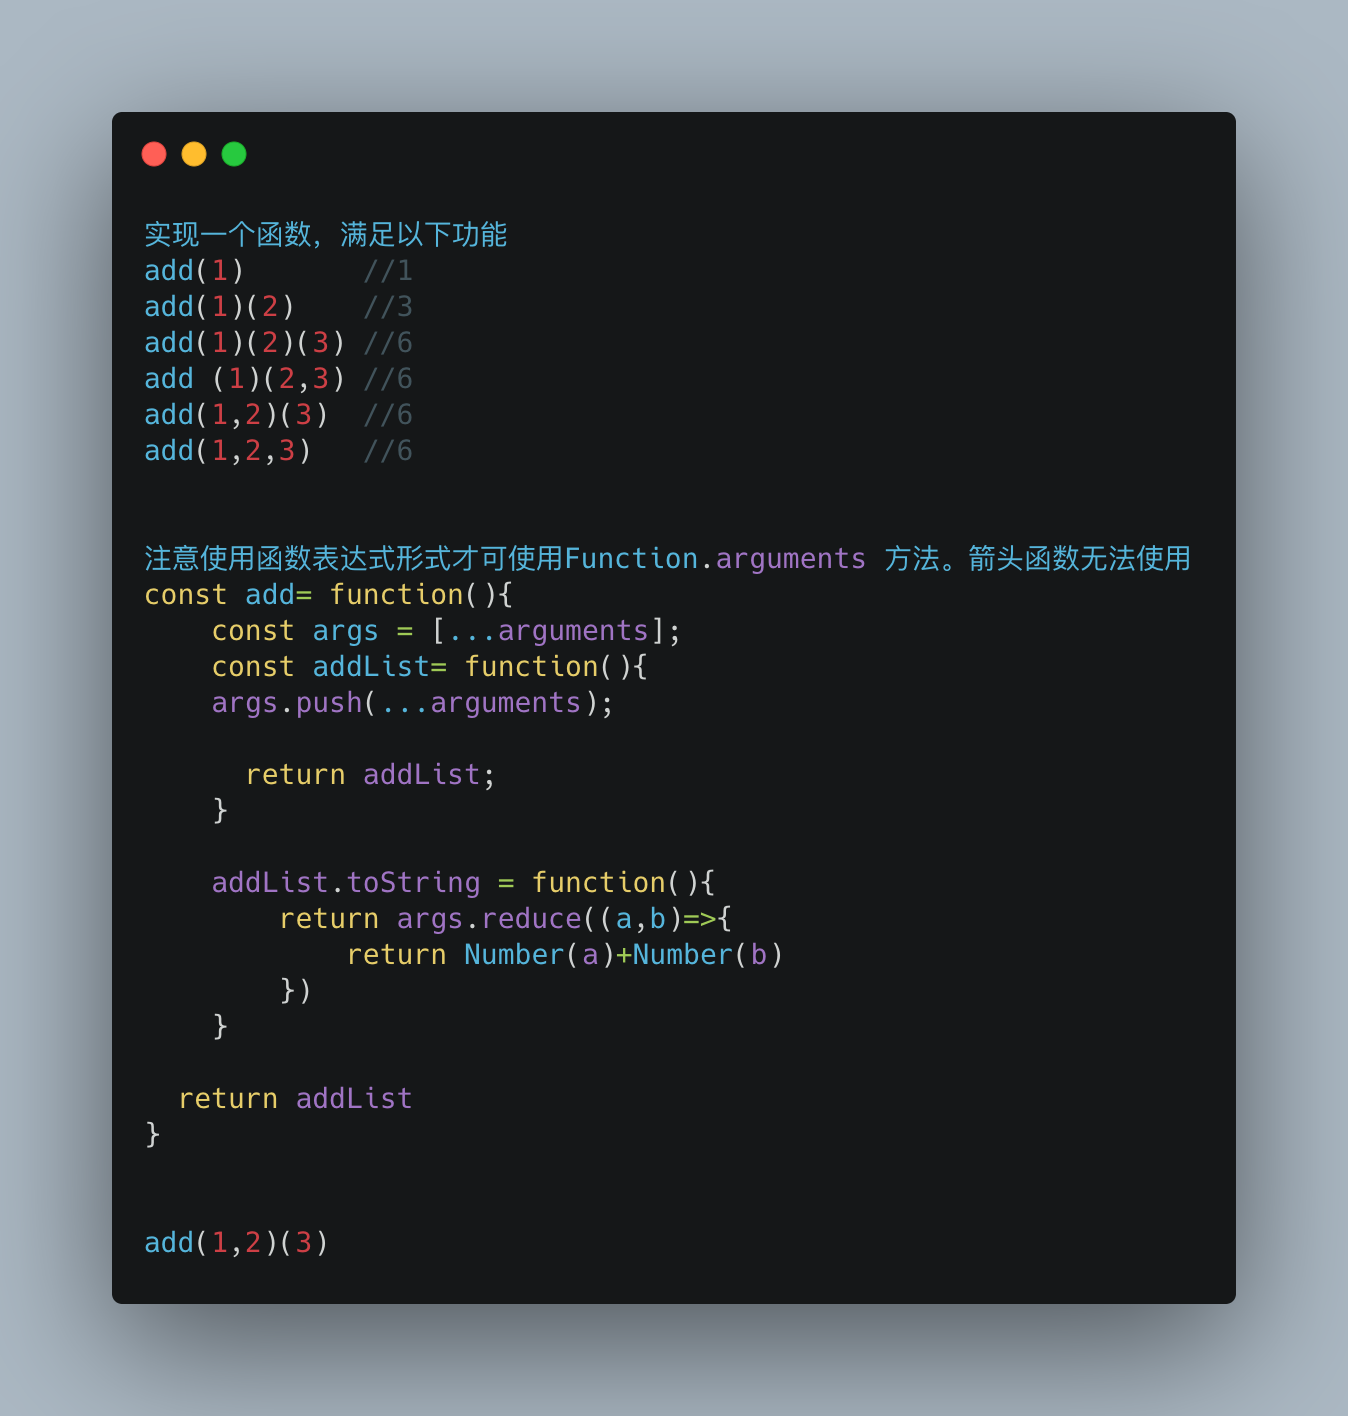 实现一个函数，满足以下功能
add(1)       //1
add(1)(2)    //3
add(1)(2)(3) //6
add (1)(2,3) //6
add(1,2)(3)  //6
add(1,2,3)   //6
注意使用函数表达式形式才可使用Function.arguments 方法。箭头函数无法使用
const add= function(){
    const args = [...arguments];
    const addList= function(){
    args.push(...arguments);
      return addList;
    }
    addList.toString = function(){
        return args.reduce((a,b)=>{
            return Number(a)+Number(b)
        })
    }
  return addList
}
add(1,2)(3)